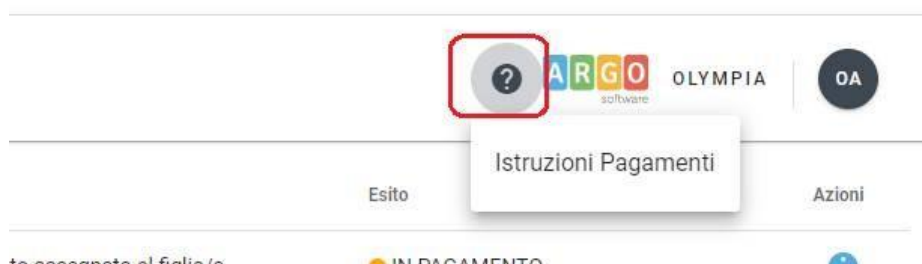 ARGO
software
OLYMPIA
OA
Istruzioni Pagamenti
Esito
Azioni
IN PAGAMENTO